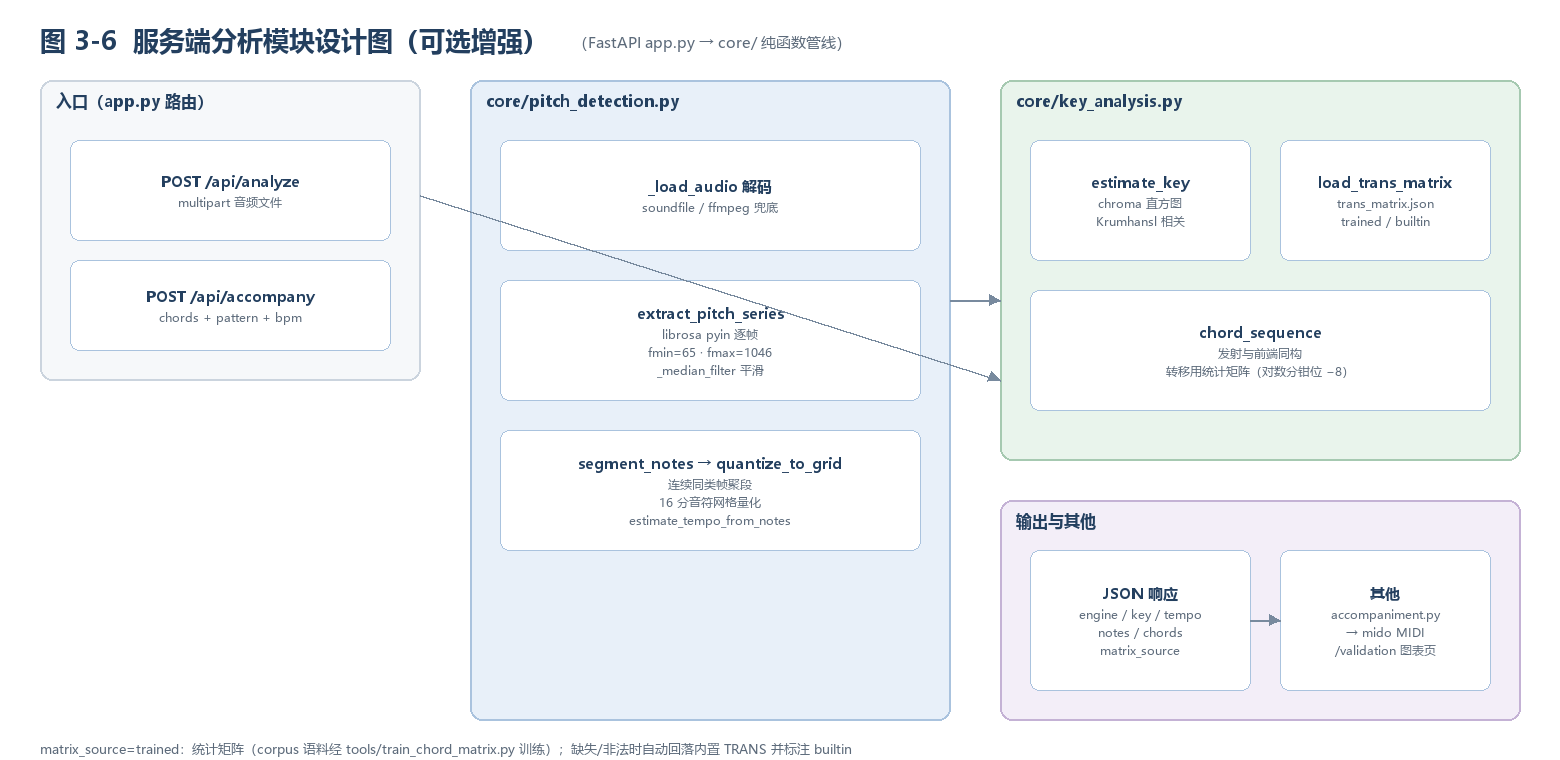 图 3-6 服务端分析模块设计图（可选增强）
（FastAPI app.py → core/ 纯函数管线）
入口（app.py 路由）
POST /api/analyze
multipart 音频文件
POST /api/accompany
chords + pattern + bpm
core/pitch_detection.py
_load_audio 解码
soundfile / ffmpeg 兜底
extract_pitch_series
librosa pyin 逐帧
fmin=65 · fmax=1046
_median_filter 平滑
segment_notes → quantize_to_grid
连续同类帧聚段
16 分音符网格量化
estimate_tempo_from_notes
core/key_analysis.py
estimate_key
chroma 直方图
Krumhansl 相关
load_trans_matrix
trans_matrix.json
trained / builtin
chord_sequence
发射与前端同构
转移用统计矩阵（对数分钳位 −8）
输出与其他
JSON 响应
engine / key / tempo
notes / chords
matrix_source
其他
accompaniment.py
→ mido MIDI
/validation 图表页
matrix_source=trained：统计矩阵（corpus 语料经 tools/train_chord_matrix.py 训练）；缺失/非法时自动回落内置 TRANS 并标注 builtin